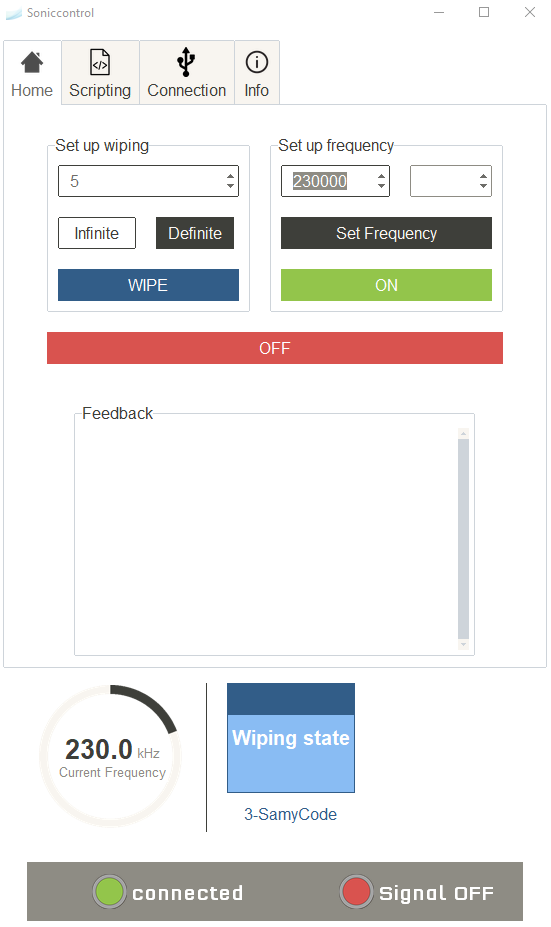 Soniccontrol
Home Scripting Connection Info
Set up wiping
5
Infinite Definite
WIPE
Set up frequency
230000
Set Frequency
ON
OFF
Feedback
230.0 kHz
Current Frequency
Wiping state
3-SamyCode
connected
Signal OFF